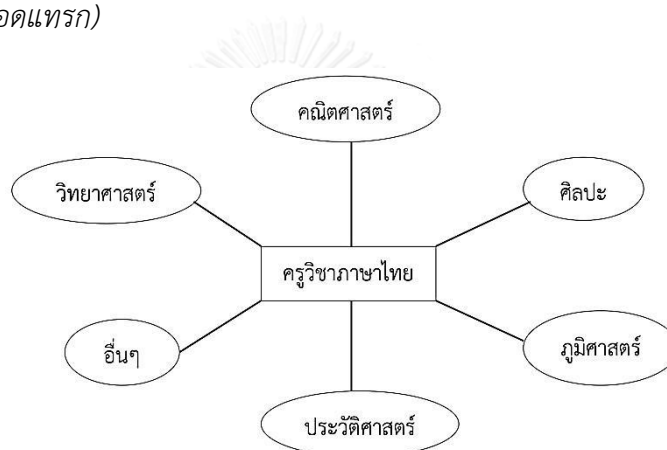 อดแทรก)
คณิตศาสตร์
วิทยาศาสตร์
ศิลปะ
ครูวิชาภาษาไทย
อื่นๆ
ภูมิศาสตร์
ประวัติศาสตร์